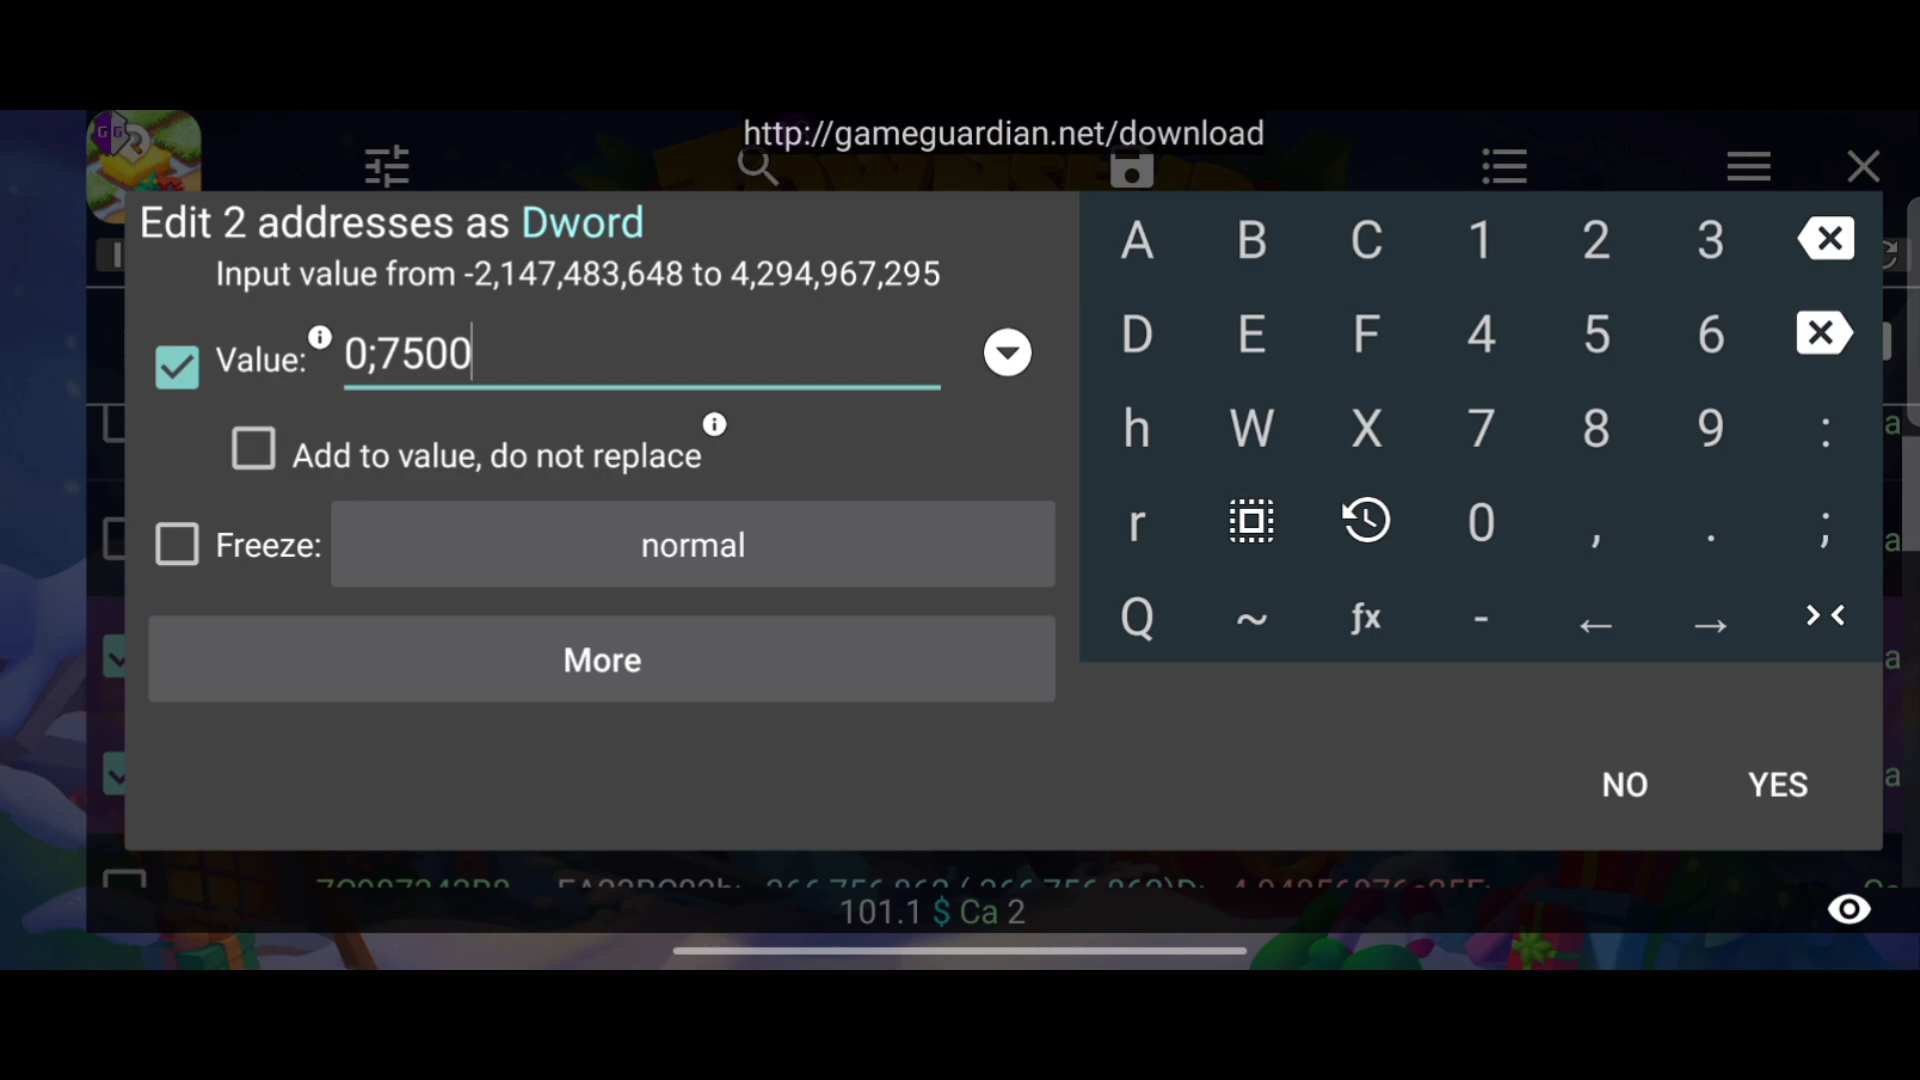 http://gameguardian.net/download
GG
Edit 2 addresses as Dword
Input value from -2,147,483,648 to 4,294,967,295
Value: 0;7500
Add to value, do not replace
Freeze: normal
More
A B C 1 2 3
D E F 4 5 6
h W X 7 8 9 :
r 0 , . ;
Q ~ ƒx - ← → > <
NO YES
a
a
a
a
101.1 $ Ca 2